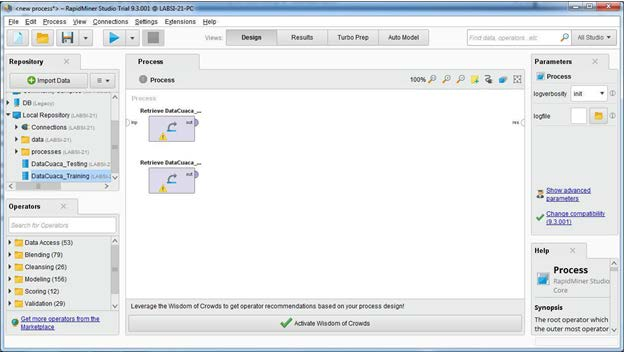 <new process*> – RapidMiner Studio Trial 9.3.001 @ LABSI-21-PC
File Edit Process View Connections Settings Extensions Help
Views: Design Results Turbo Prep Auto Model
Find data, operators...etc
All Studio
Repository
Import Data
DB (Legacy)
Local Repository (LABSI-21)
Connections (LABSI-21)
data (LABSI-21)
processes (LABSI-21)
DataCuaca_Testing (LABSI-2
DataCuaca_Training (LABSI-
Operators
Search for Operators
Data Access (53)
Blending (79)
Cleansing (26)
Modeling (156)
Scoring (12)
Validation (29)
Get more operators from the
Marketplace
Process
Process
100%
Process
Retrieve DataCuaca_...
inp
out
res
Retrieve DataCuaca_...
out
Leverage the Wisdom of Crowds to get operator recommendations based on your process design!
Activate Wisdom of Crowds
Parameters
Process
logverbosity init
logfile
Show advanced
parameters
Change compatibility
(9.3.001)
Help
Process
RapidMiner Studio
Core
Synopsis
The root operator which
the outer most operator